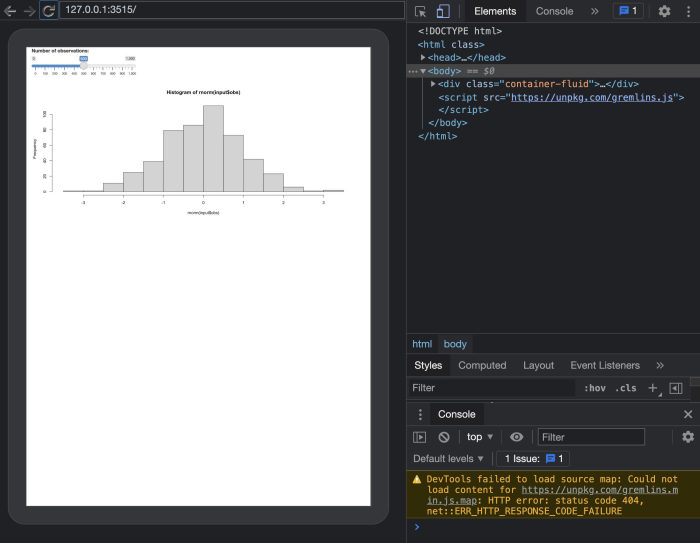 127.0.0.1:3515/
Elements Console » 1
<!DOCTYPE html>
<html class>
<head>…</head>
<body> == $0
<div class="container-fluid">…</div>
<script src="https://unpkg.com/gremlins.js">
</script>
</body>
</html>
Number of observations:
0 500 1,000
0 100 200 300 400 500 600 700 800 900 1,000
Histogram of rnorm(input$obs)
Frequency
0 20 40 60 80 100
-3 -2 -1 0 1 2 3
rnorm(input$obs)
html body
Styles Computed Layout Event Listeners »
Filter :hov .cls
Console
top ▼ Filter
Default levels ▼ 1 Issue: 1
DevTools failed to load source map: Could not
load content for https://unpkg.com/gremlins.m
in.js.map: HTTP error: status code 404,
net::ERR_HTTP_RESPONSE_CODE_FAILURE